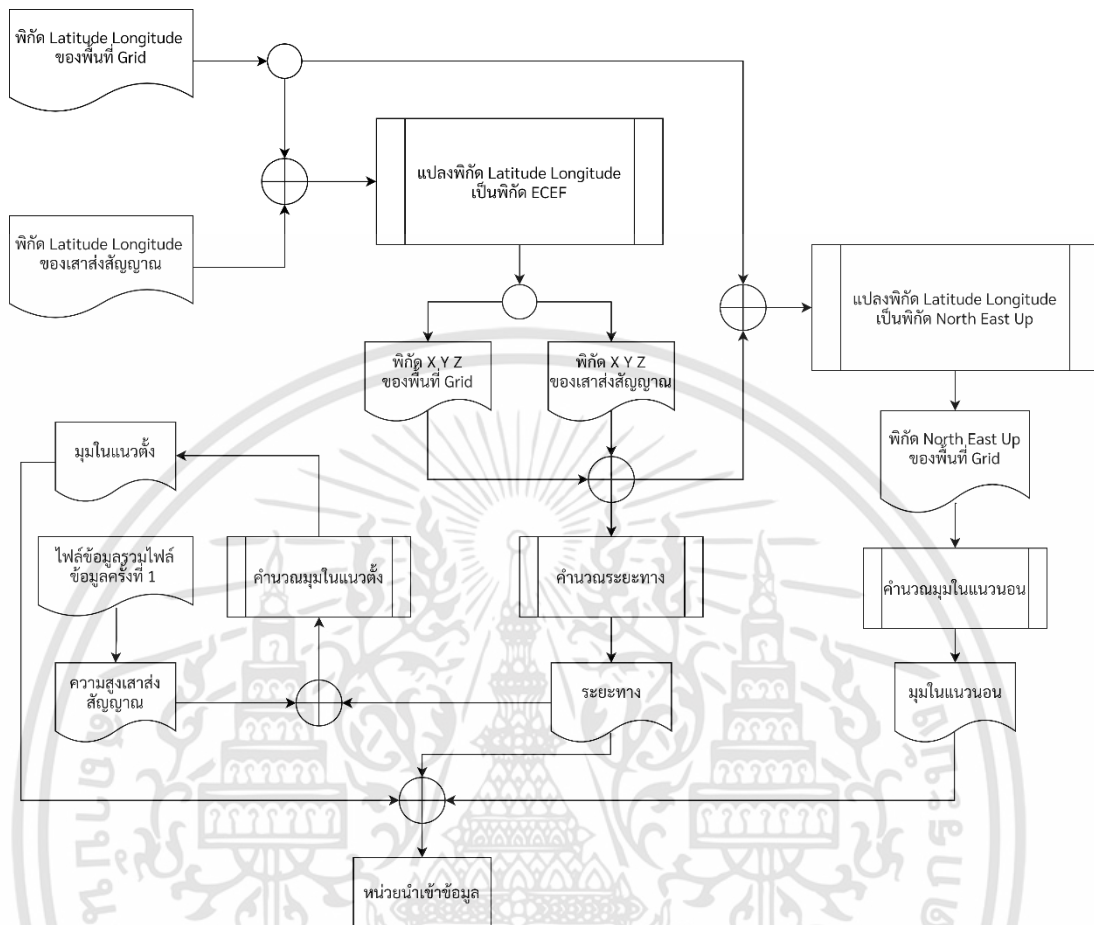 พิกัด Latitude Longitude
ของพื้นที่ Grid
พิกัด Latitude Longitude
ของเสาส่งสัญญาณ
แปลงพิกัด Latitude Longitude
เป็นพิกัด ECEF
แปลงพิกัด Latitude Longitude
เป็นพิกัด North East Up
พิกัด X Y Z
ของพื้นที่ Grid
พิกัด X Y Z
ของเสาส่งสัญญาณ
พิกัด North East Up
ของพื้นที่ Grid
มุมในแนวตั้ง
ไฟล์ข้อมูลรวมไฟล์
ข้อมูลครั้งที่ 1
คำนวณมุมในแนวตั้ง
คำนวณระยะทาง
คำนวณมุมในแนวนอน
ความสูงเสาส่ง
สัญญาณ
ระยะทาง
มุมในแนวนอน
หน่วยนำเข้าข้อมูล